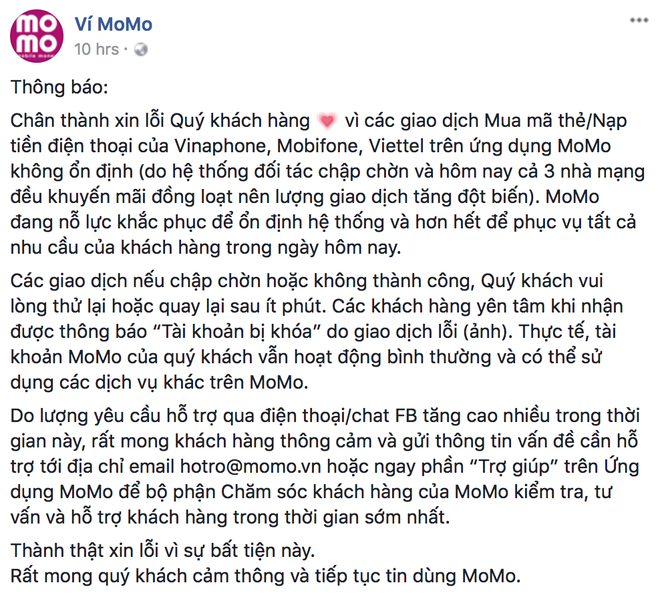 mo
mo
mobile money
Ví MoMo
10 hrs ·
Thông báo:
Chân thành xin lỗi Quý khách hàng 💗 vì các giao dịch Mua mã thẻ/Nạp
tiền điện thoại của Vinaphone, Mobifone, Viettel trên ứng dụng MoMo
không ổn định (do hệ thống đối tác chập chờn và hôm nay cả 3 nhà mạng
đều khuyến mãi đồng loạt nên lượng giao dịch tăng đột biến). MoMo
đang nỗ lực khắc phục để ổn định hệ thống và hơn hết để phục vụ tất cả
nhu cầu của khách hàng trong ngày hôm nay.
Các giao dịch nếu chập chờn hoặc không thành công, Quý khách vui
lòng thử lại hoặc quay lại sau ít phút. Các khách hàng yên tâm khi nhận
được thông báo “Tài khoản bị khóa” do giao dịch lỗi (ảnh). Thực tế, tài
khoản MoMo của quý khách vẫn hoạt động bình thường và có thể sử
dụng các dịch vụ khác trên MoMo.
Do lượng yêu cầu hỗ trợ qua điện thoại/chat FB tăng cao nhiều trong thời
gian này, rất mong khách hàng thông cảm và gửi thông tin vấn đề cần hỗ
trợ tới địa chỉ email hotro@momo.vn hoặc ngay phần “Trợ giúp” trên Ứng
dụng MoMo để bộ phận Chăm sóc khách hàng của MoMo kiểm tra, tư
vấn và hỗ trợ khách hàng trong thời gian sớm nhất.
Thành thật xin lỗi vì sự bất tiện này.
Rất mong quý khách cảm thông và tiếp tục tin dùng MoMo.